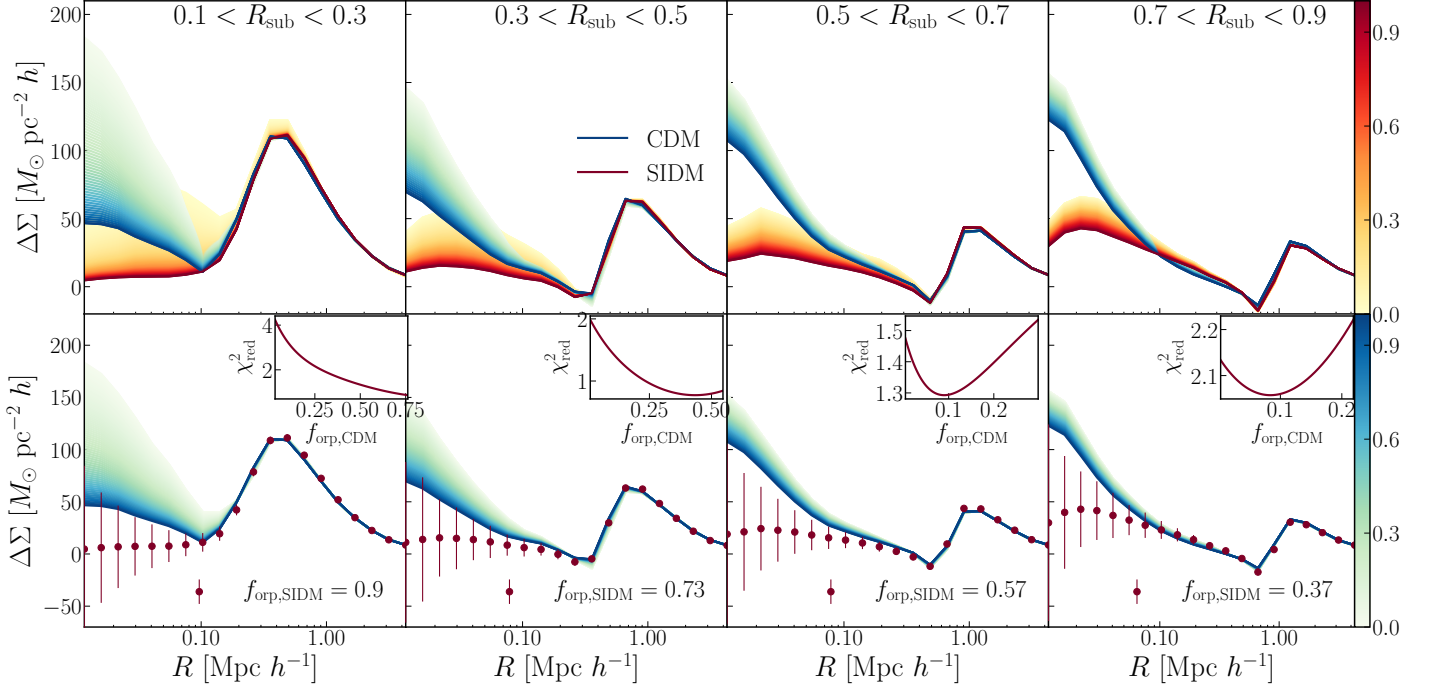 0.1 < R_sub < 0.3
0.3 < R_sub < 0.5
0.5 < R_sub < 0.7
0.7 < R_sub < 0.9
ΔΣ [M_⊙ pc^{-2} h]
200
150
100
50
0
CDM
SIDM
0.9
0.6
0.3
0.0
ΔΣ [M_⊙ pc^{-2} h]
200
150
100
50
0
−50
χ²_red
4
2
0.25 0.50 0.75
f_orp,CDM
χ²_red
2
1
0.25 0.50
f_orp,CDM
χ²_red
1.5
1.4
1.3
0.1 0.2
f_orp,CDM
χ²_red
2.2
2.1
0.1 0.2
f_orp,CDM
0.9
0.6
0.3
0.0
f_orp,SIDM = 0.9
f_orp,SIDM = 0.73
f_orp,SIDM = 0.57
f_orp,SIDM = 0.37
0.10 1.00
0.10 1.00
0.10 1.00
0.10 1.00
R [Mpc h^{-1}]
R [Mpc h^{-1}]
R [Mpc h^{-1}]
R [Mpc h^{-1}]